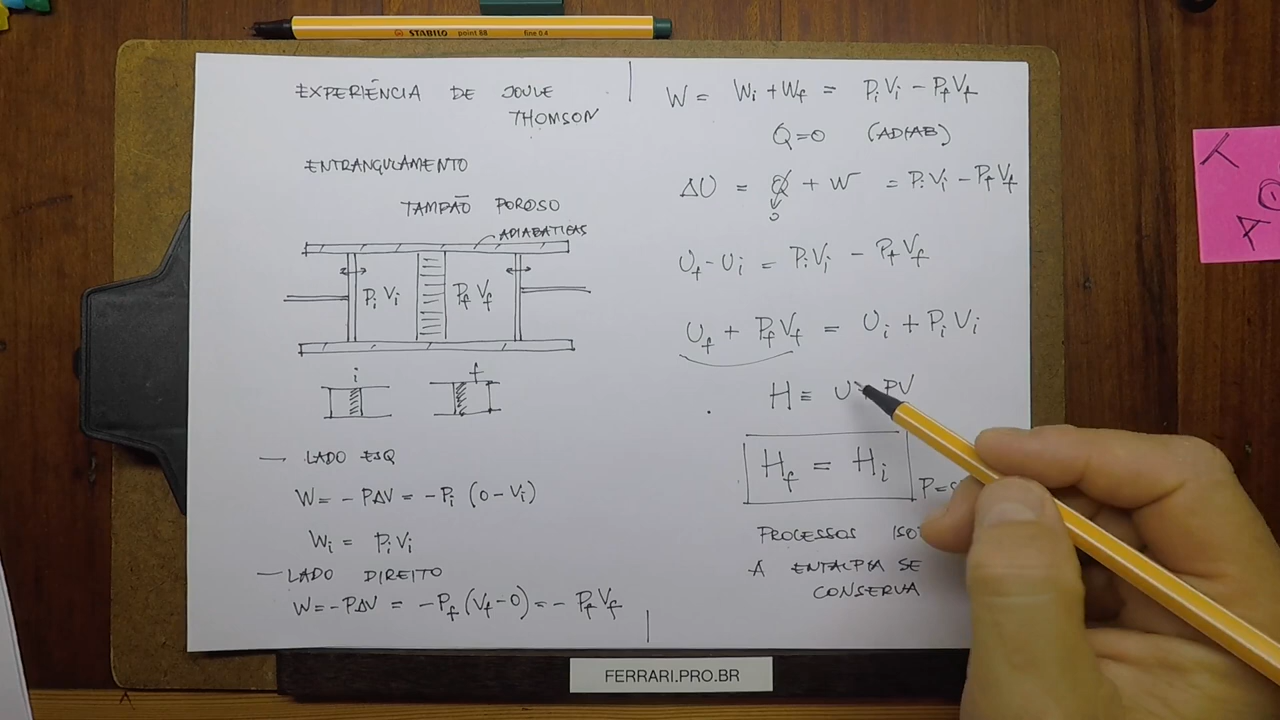 STABILO point 88 fine 0.4
EXPERIÊNCIA DE JOULE
THOMSON
ENTRANGULAMENTO
TAMPÃO POROSO
ADIABATICAS
Pi Vi
Pf Vf
i
f
— LADO ESQ
W = - PΔV = - Pi (0 - Vi)
Wi = Pi Vi
— LADO DIREITO
W = - PΔV = - Pf (Vf - 0) = - Pf Vf
W = Wi + Wf = Pi Vi - Pf Vf
Q = 0 (ADIAB)
ΔU = Q + W = Pi Vi - Pf Vf
0
Uf - Ui = Pi Vi - Pf Vf
Uf + Pf Vf = Ui + Pi Vi
H ≡ U PV
Hf = Hi
P =
PROCESSOS
A ENTALPIA SE
CONSERVA
FERRARI.PRO.BR
T
A